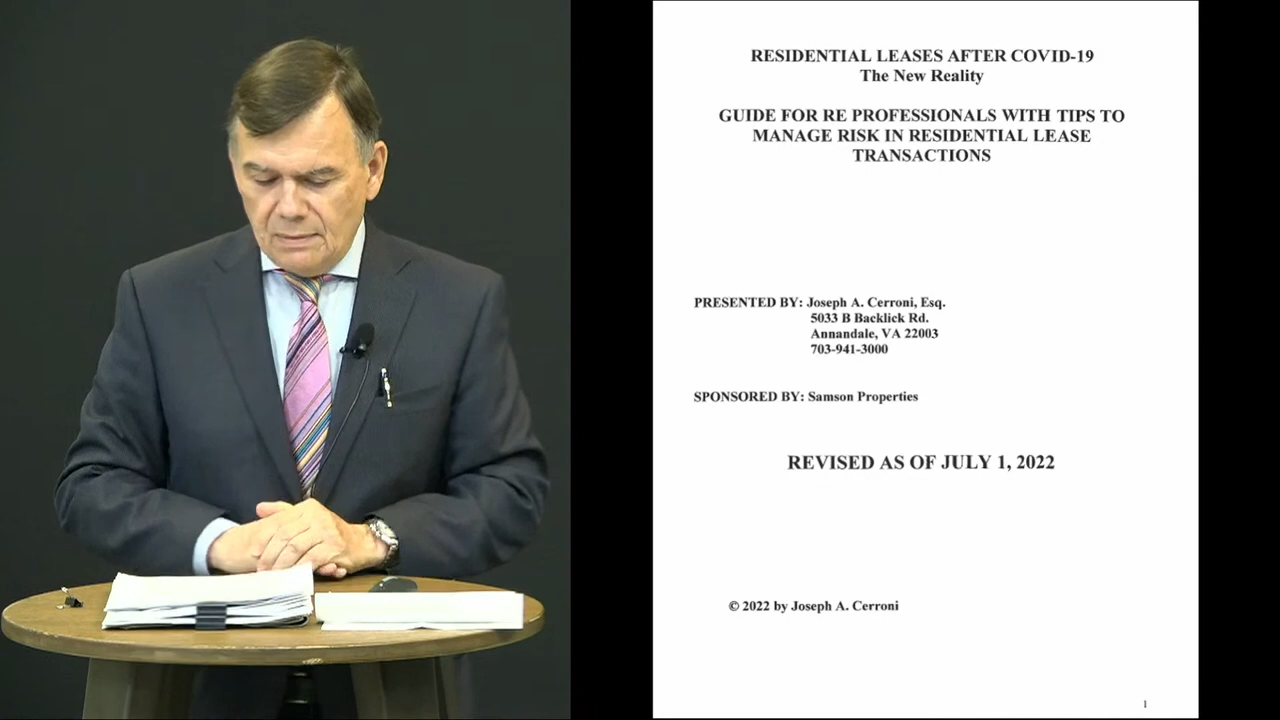 RESIDENTIAL LEASES AFTER COVID-19
The New Reality
GUIDE FOR RE PROFESSIONALS WITH TIPS TO
MANAGE RISK IN RESIDENTIAL LEASE
TRANSACTIONS
PRESENTED BY: Joseph A. Cerroni, Esq.
5033 B Backlick Rd.
Annandale, VA 22003
703-941-3000
SPONSORED BY: Samson Properties
REVISED AS OF JULY 1, 2022
© 2022 by Joseph A. Cerroni
1